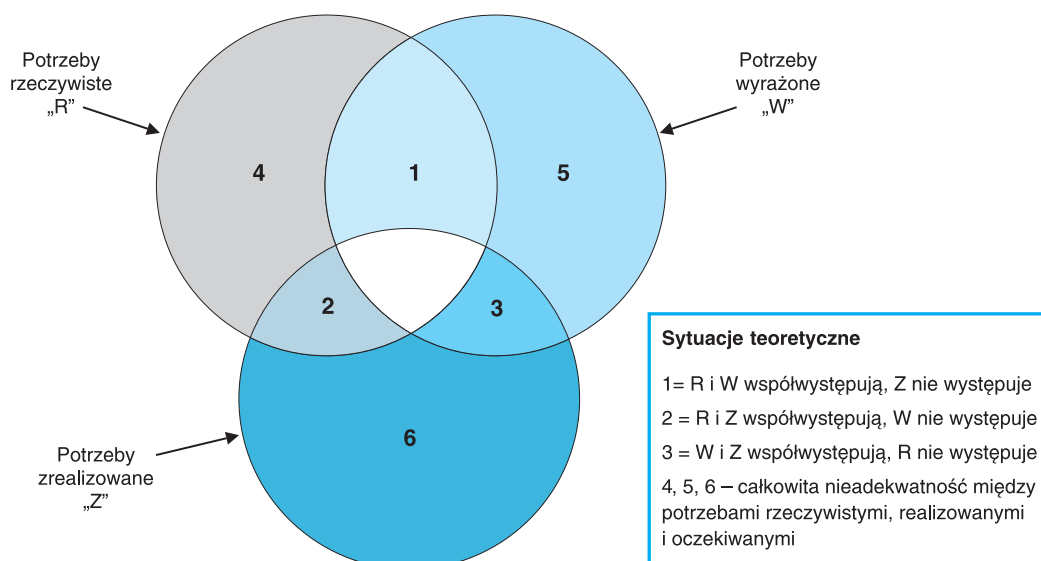 Potrzeby
rzeczywiste
„R”
Potrzeby
wyrażone
„W”
4
1
5
2
3
6
Potrzeby
zrealizowane
„Z”
Sytuacje teoretyczne
1= R i W współwystępują, Z nie występuje
2 = R i Z współwystępują, W nie występuje
3 = W i Z współwystępują, R nie występuje
4, 5, 6 – całkowita nieadekwatność między
potrzebami rzeczywistymi, realizowanymi
i oczekiwanymi